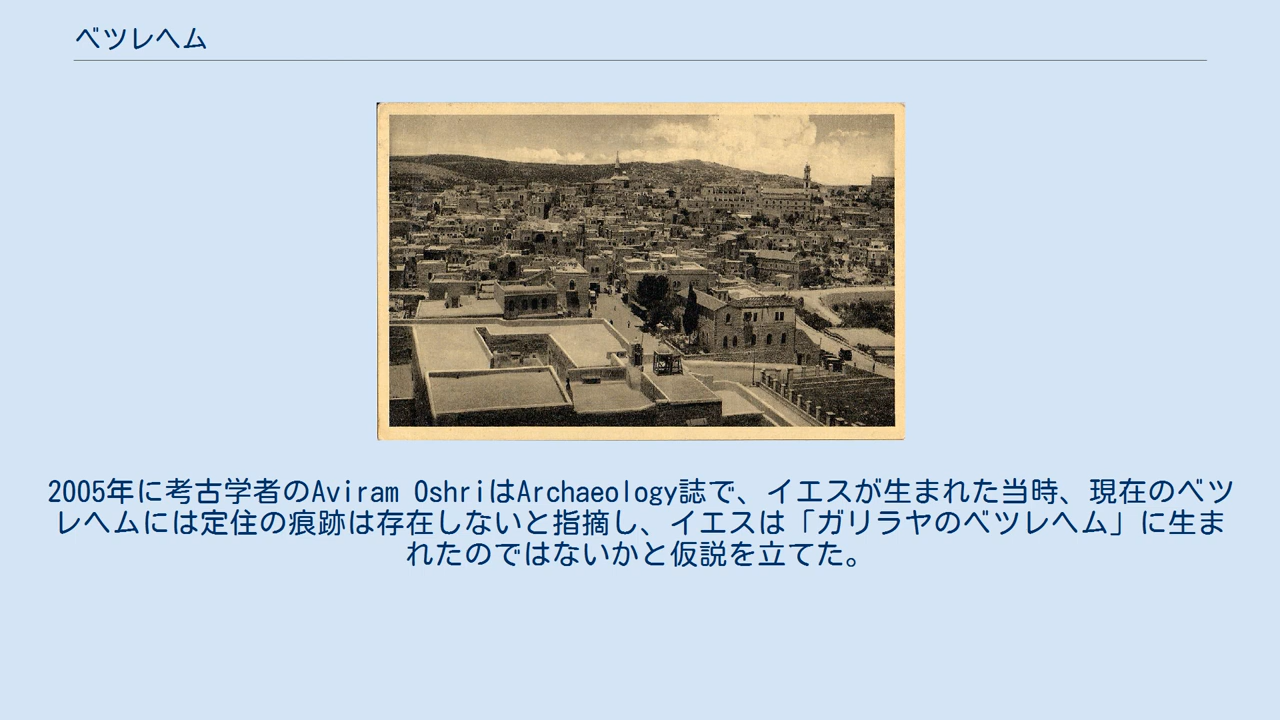 ベツレヘム
2005年に考古学者のAviram OshriはArchaeology誌で、イエスが生まれた当時、現在のベツ
レヘムには定住の痕跡は存在しないと指摘し、イエスは「ガリラヤのベツレヘム」に生ま
れたのではないかと仮説を立てた。